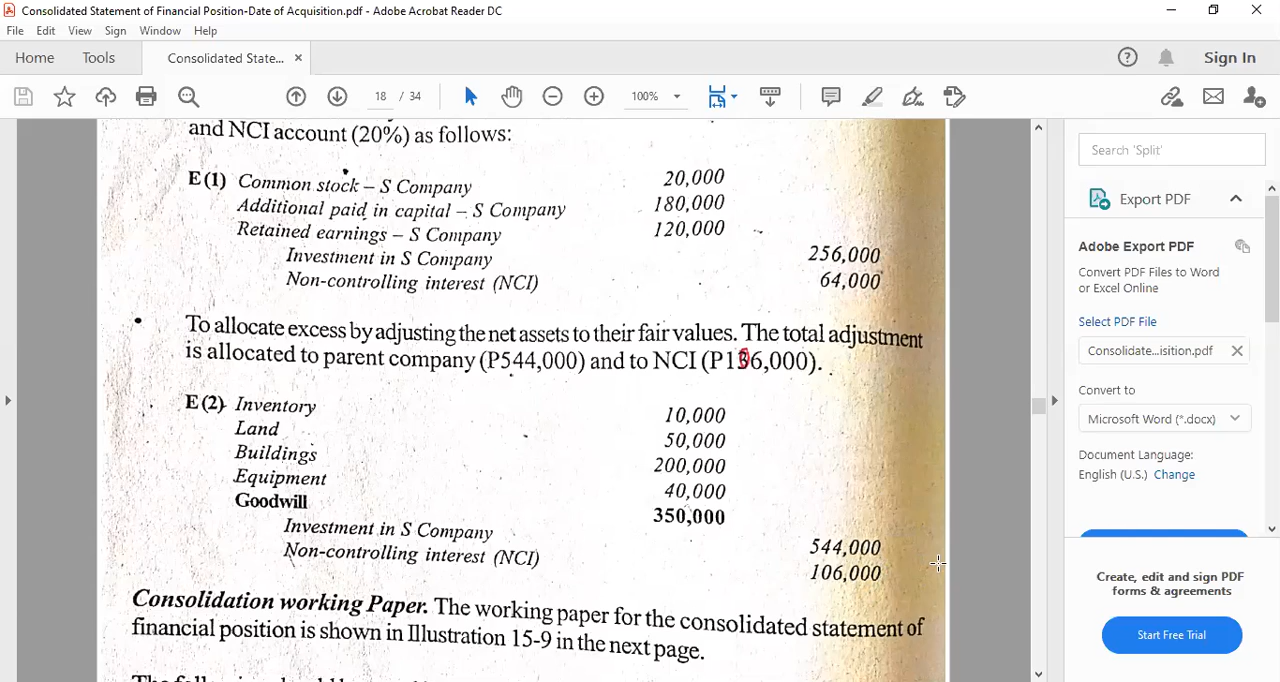 Consolidated Statement of Financial Position-Date of Acquisition.pdf - Adobe Acrobat Reader DC
File Edit View Sign Window Help
Home Tools Consolidated State... × Sign In
18 / 34 100%
and NCI account (20%) as follows:
E (1) Common stock – S Company 20,000
Additional paid in capital – S Company 180,000
Retained earnings – S Company 120,000
Investment in S Company 256,000
Non-controlling interest (NCI) 64,000
• To allocate excess by adjusting the net assets to their fair values. The total adjustment
is allocated to parent company (P544,000) and to NCI (P106,000).
E (2) Inventory 10,000
Land 50,000
Buildings 200,000
Equipment 40,000
Goodwill 350,000
Investment in S Company 544,000
Non-controlling interest (NCI) 106,000
Consolidation working Paper. The working paper for the consolidated statement of
financial position is shown in Illustration 15-9 in the next page.
Search 'Split'
Export PDF
Adobe Export PDF
Convert PDF Files to Word
or Excel Online
Select PDF File
Consolidate...isition.pdf
Convert to
Microsoft Word (*.docx)
Document Language:
English (U.S.) Change
Create, edit and sign PDF
forms & agreements
Start Free Trial